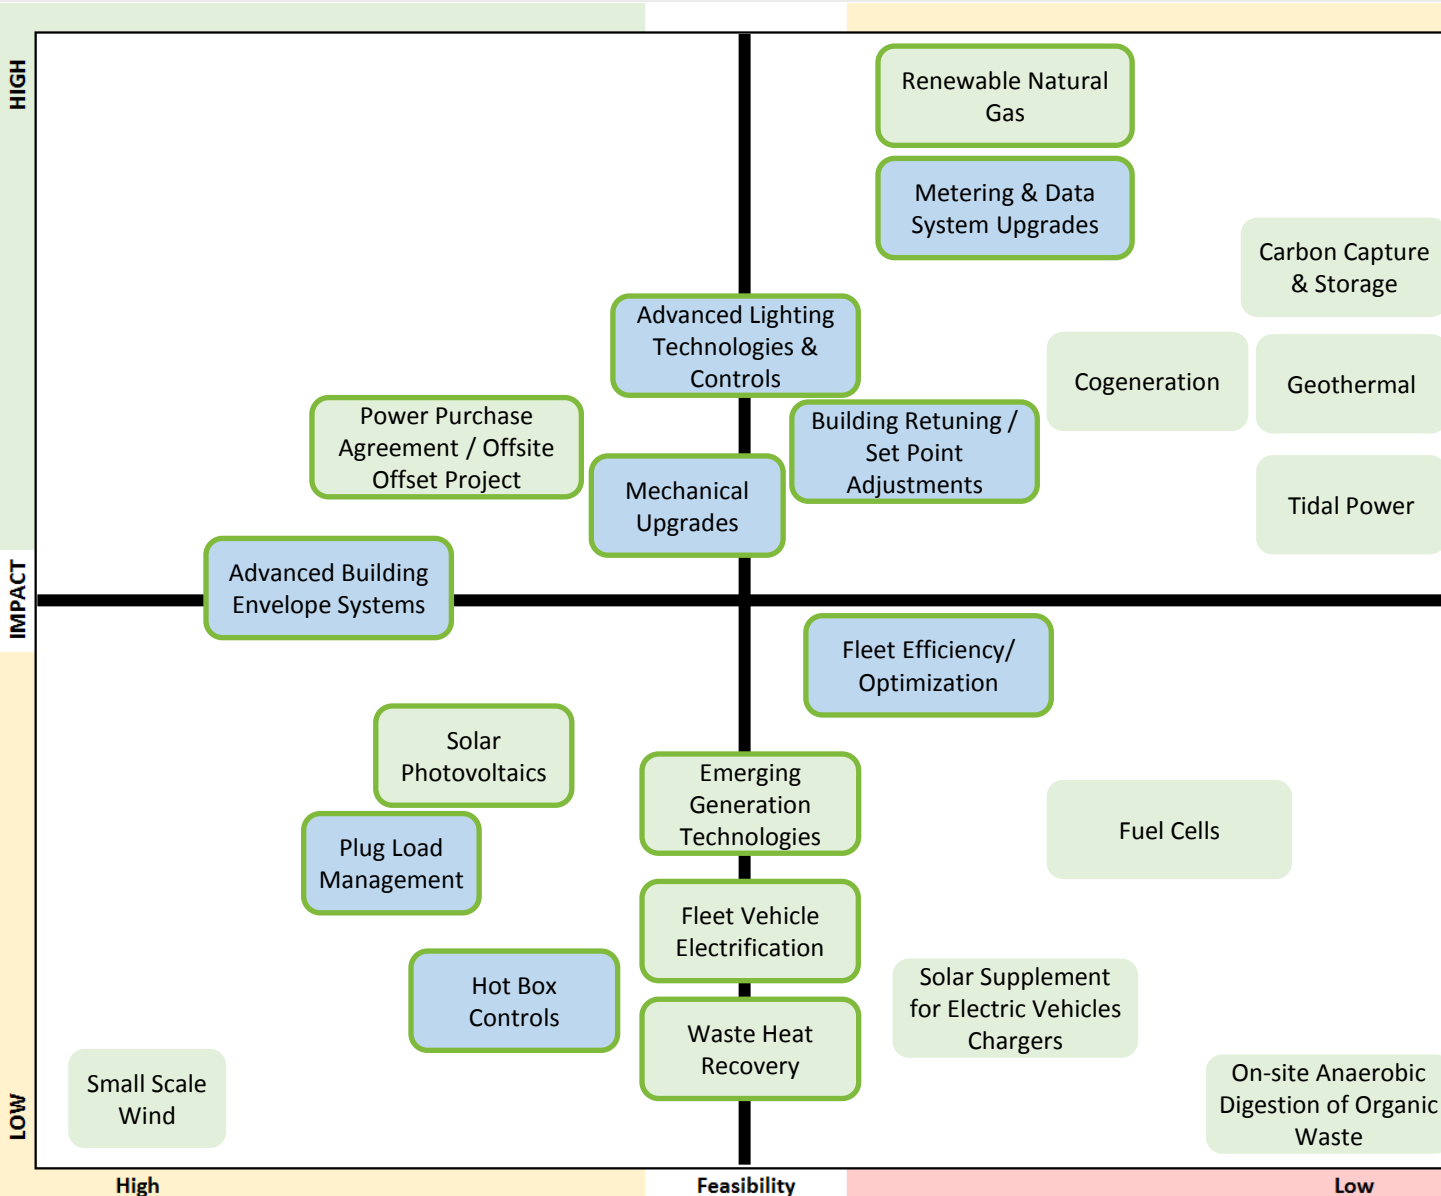 HIGH
Renewable Natural
Gas
Metering & Data
System Upgrades
Carbon Capture
& Storage
Advanced Lighting
Technologies &
Controls
Cogeneration
Geothermal
Power Purchase
Agreement / Offsite
Offset Project
Building Retuning /
Set Point
Adjustments
Mechanical
Upgrades
Tidal Power
IMPACT
Advanced Building
Envelope Systems
Fleet Efficiency/
Optimization
Solar
Photovoltaics
Emerging
Generation
Technologies
Fuel Cells
Plug Load
Management
Fleet Vehicle
Electrification
Hot Box
Controls
Solar Supplement
for Electric Vehicles
Chargers
Waste Heat
Recovery
Small Scale
Wind
On-site Anaerobic
Digestion of Organic
Waste
LOW
High
Feasibility
Low